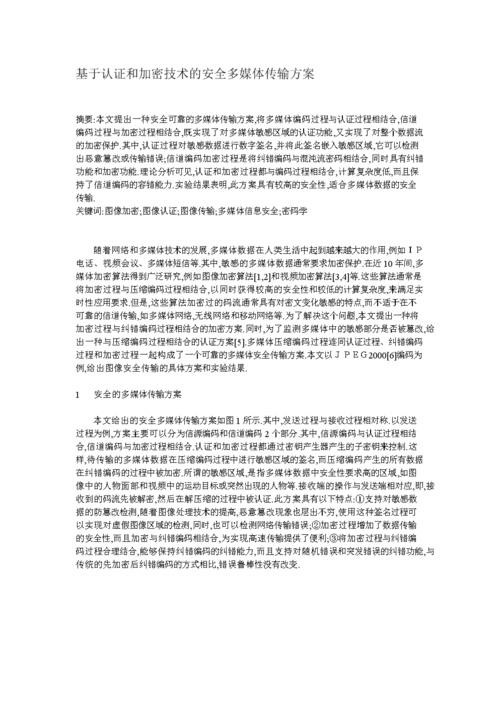 基于认证和加密技术的安全多媒体传输方案
摘要:本文提出一种安全可靠的多媒体传输方案,将多媒体编码过程与认证过程相结合,信道
编码过程与加密过程相结合,既实现了对多媒体敏感区域的认证功能,又实现了对整个数据流
的加密保护.其中,认证过程对敏感数据进行数字签名,并将此签名嵌入敏感区域,它可以检测
出恶意篡改或传输错误;信道编码加密过程是将纠错编码与混沌流密码相结合,同时具有纠错
功能和加密功能.理论分析可见,认证和加密过程都与编码过程相结合,计算复杂度低,而且保
持了信道编码的容错能力.实验结果表明,此方案具有较高的安全性,适合多媒体数据的安全
传输.
关键词:图像加密;图像认证;图像传输;多媒体信息安全;密码学
随着网络和多媒体技术的发展,多媒体数据在人类生活中起到越来越大的作用,例如ＩＰ
电话、视频会议、多媒体短信等.其中,敏感的多媒体数据通常要求加密保护.在近10年间,多
媒体加密算法得到广泛研究,例如图像加密算法[1,2]和视频加密算法[3,4]等.这些算法通常是
将加密过程与压缩编码过程相结合,以同时获得较高的安全性和较低的计算复杂度,来满足实
时性应用要求.但是,这些算法加密过的码流通常具有对密文变化敏感的特点,而不适于在不
可靠的信道传输,如多媒体网络,无线网络和移动网络等.为了解决这个问题,本文提出一种将
加密过程与纠错编码过程相结合的加密方案.同时,为了监测多媒体中的敏感部分是否被篡改,给
出一种与压缩编码过程相结合的认证方案[5].多媒体压缩编码过程连同认证过程、纠错编码
过程和加密过程一起构成了一个可靠的多媒体安全传输方案.本文以ＪＰＥＧ2000[6]编码为
例,给出图像安全传输的具体方案和实验结果.
1 安全的多媒体传输方案
本文给出的安全多媒体传输方案如图1所示.其中,发送过程与接收过程相对称.以发送
过程为例,方案主要可以分为信源编码和信道编码2个部分.其中,信源编码与认证过程相结
合,信道编码与加密过程相结合.认证和加密过程都通过密钥产生器产生的子密钥来控制.这
样,待传输的多媒体数据在压缩编码过程中进行敏感区域的签名,而压缩编码产生的所有数据
在纠错编码的过程中被加密.所谓的敏感区域,是指多媒体数据中安全性要求高的区域,如图
像中的人物面部和视频中的运动目标或突然出现的人物等.接收端的操作与发送端相对应,即,接
收到的码流先被解密,然后在解压缩的过程中被认证.此方案具有以下特点:①支持对敏感数
据的防篡改检测,随着图像处理技术的提高,恶意篡改现象也层出不穷,使用这种签名过程可
以实现对虚假图像区域的检测,同时,也可以检测网络传输错误;②加密过程增加了数据传输
的安全性,而且加密与纠错编码相结合,为实现高速传输提供了便利;③将加密过程与纠错编
码过程合理结合,能够保持纠错编码的纠错能力,而且支持对随机错误和突发错误的纠错功能,与
传统的先加密后纠错编码的方式相比,错误鲁棒性没有改变.